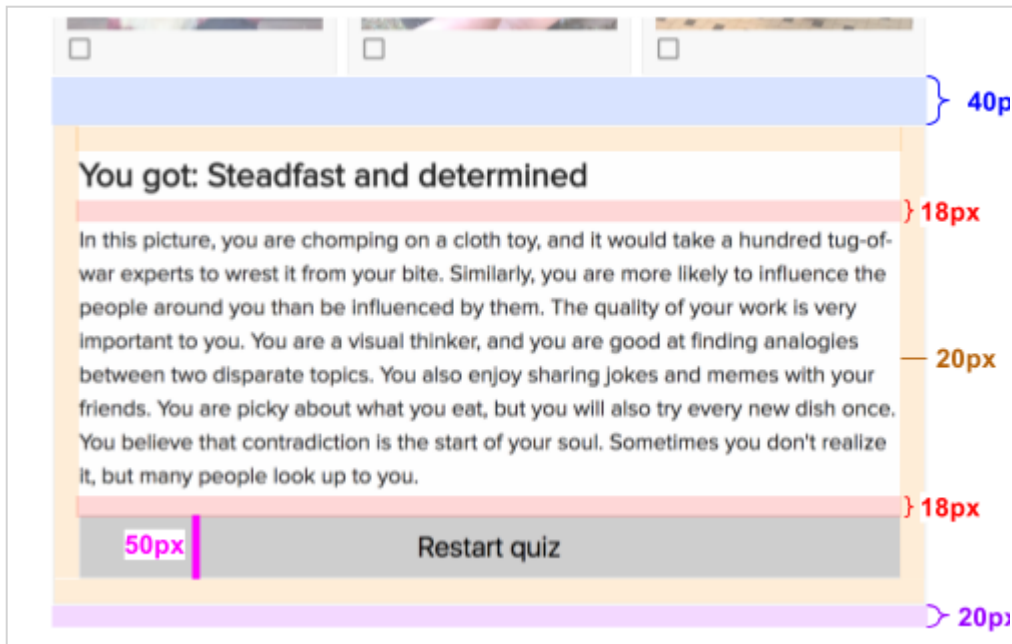 40p
You got: Steadfast and determined
18px
In this picture, you are chomping on a cloth toy, and it would take a hundred tug-of-
war experts to wrest it from your bite. Similarly, you are more likely to influence the
people around you than be influenced by them. The quality of your work is very
important to you. You are a visual thinker, and you are good at finding analogies
20px
between two disparate topics. You also enjoy sharing jokes and memes with your
friends. You are picky about what you eat, but you will also try every new dish once.
You believe that contradiction is the start of your soul. Sometimes you don't realize
it, but many people look up to you.
18px
50px
Restart quiz
20px